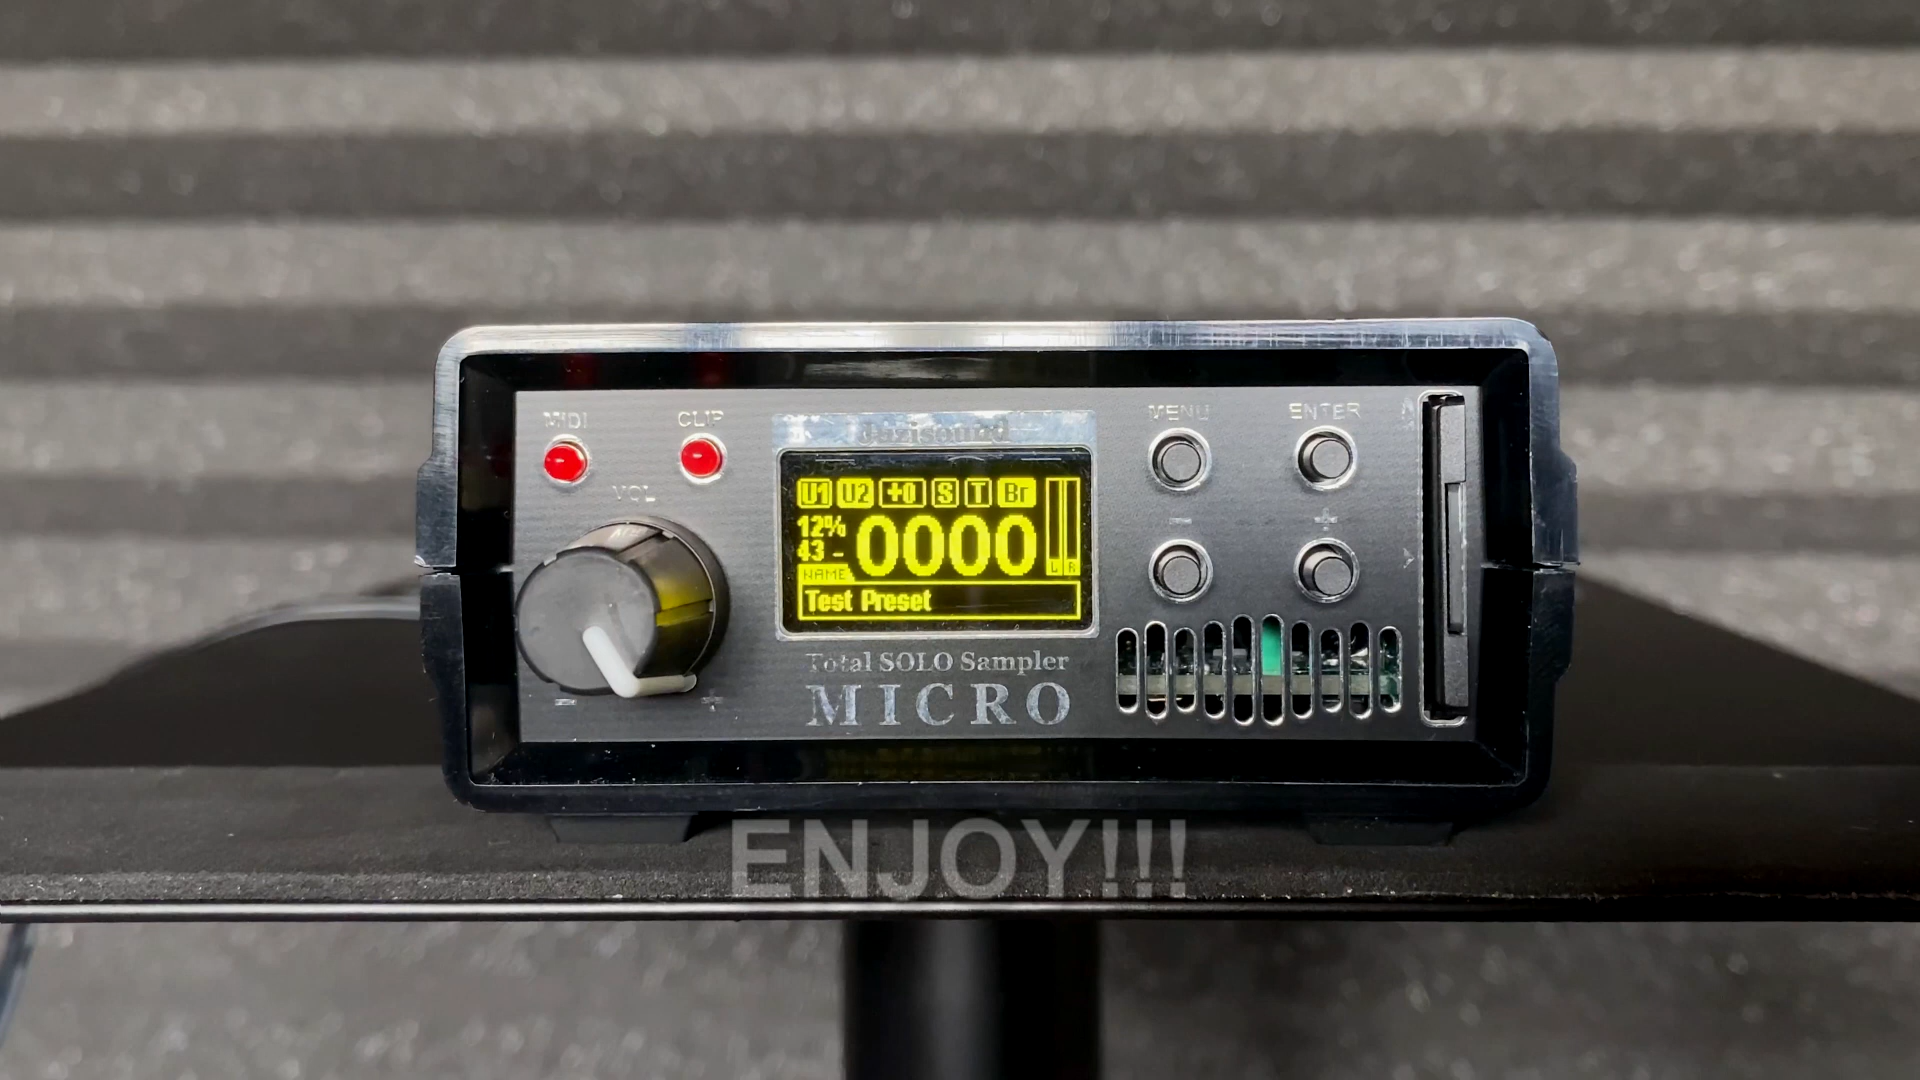 MIDI
CLIP
VOL
MENU
ENTER
Jazisound
U1 U2 +0 S T Br
12%
43 -
0000
L R
NAME
Test Preset
- +
- +
Total SOLO Sampler
MICRO
ENJOY!!!